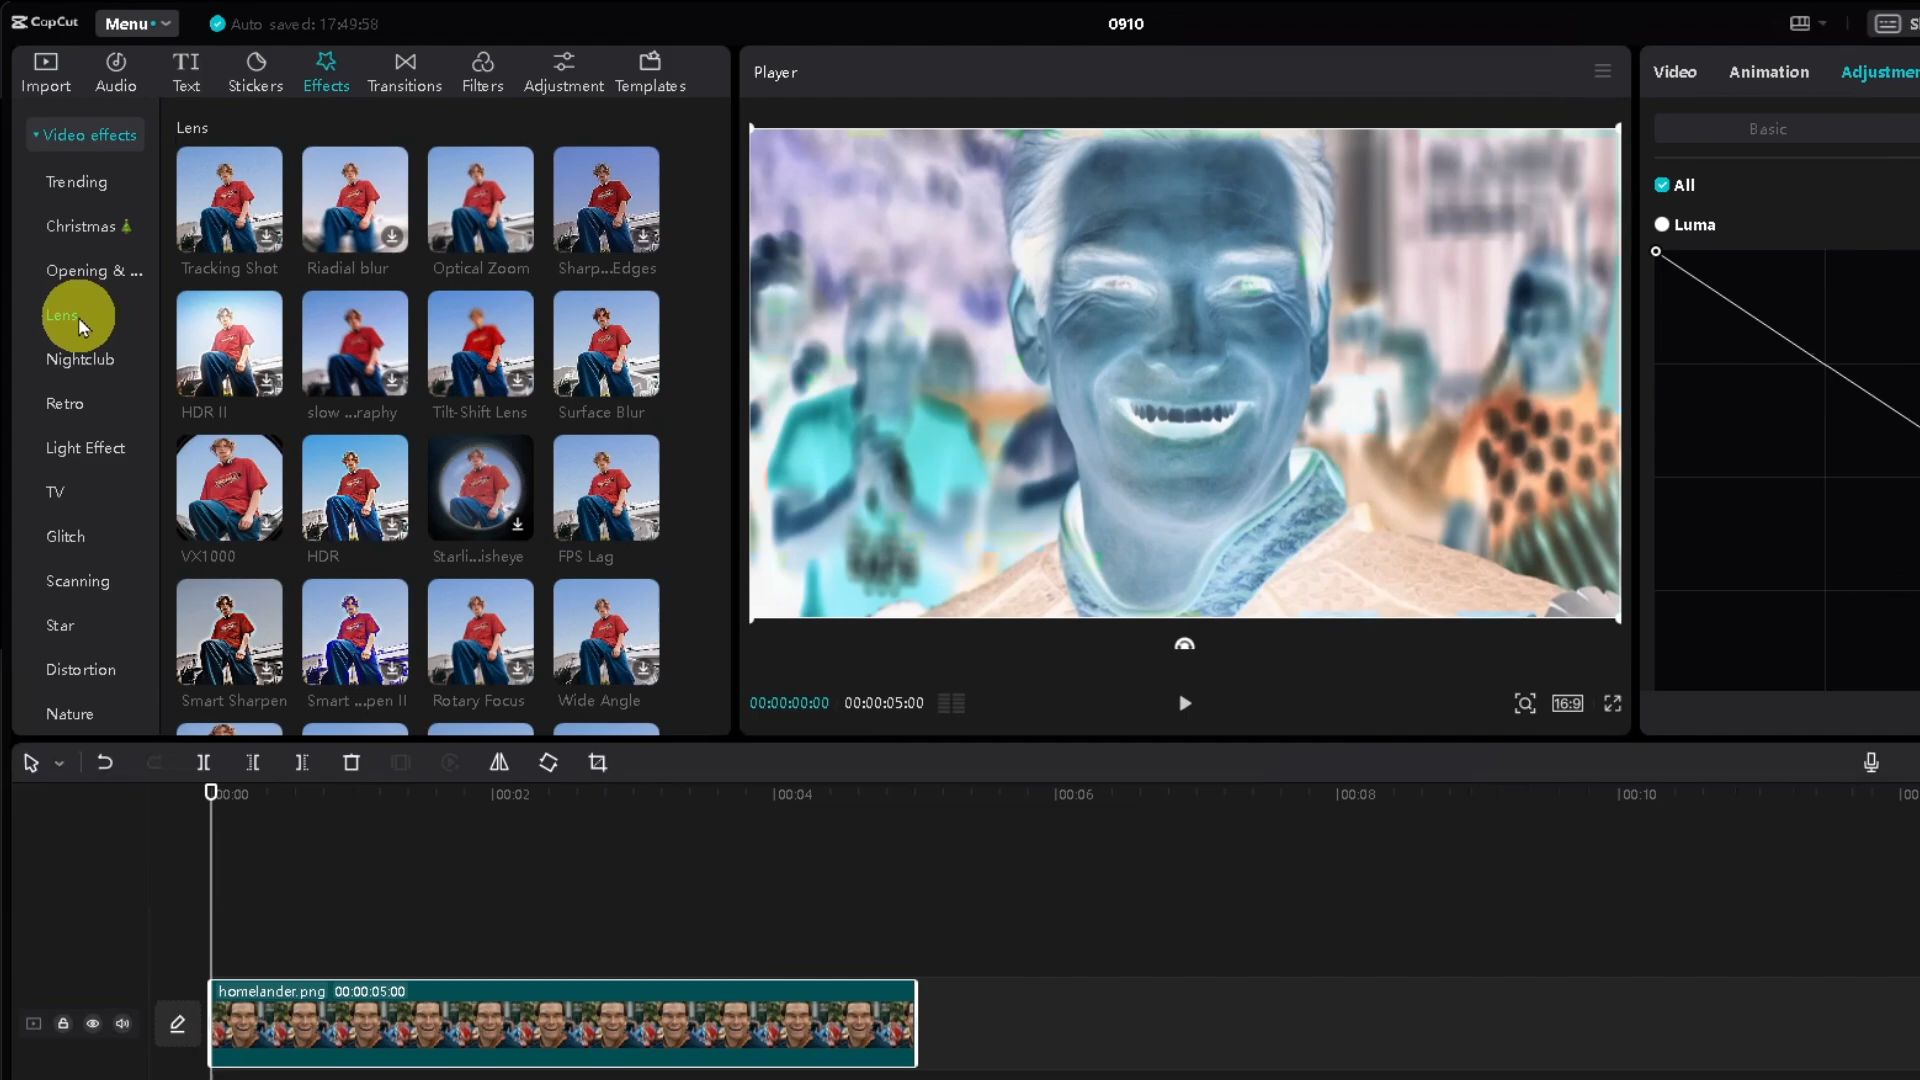 CapCut
Menu
Auto saved: 17:49:58
0910
Import
Audio
TI
Text
Stickers
Effects
Transitions
Filters
Adjustment
Templates
Video effects
Trending
Christmas
Opening & ...
Lens
Nightclub
Retro
Light Effect
TV
Glitch
Scanning
Star
Distortion
Nature
Lens
Tracking Shot
Riadial blur
Optical Zoom
Sharp...Edges
HDR II
slow ...raphy
Tilt-Shift Lens
Surface Blur
VX1000
HDR
Starli...isheye
FPS Lag
Smart Sharpen
Smart ...pen II
Rotary Focus
Wide Angle
Player
00:00:00:00
00:00:05:00
16:9
Video
Animation
Adjustmen
Basic
All
Luma
00:00
00:02
00:04
00:06
00:08
00:10
00
homelander.png 00:00:05:00